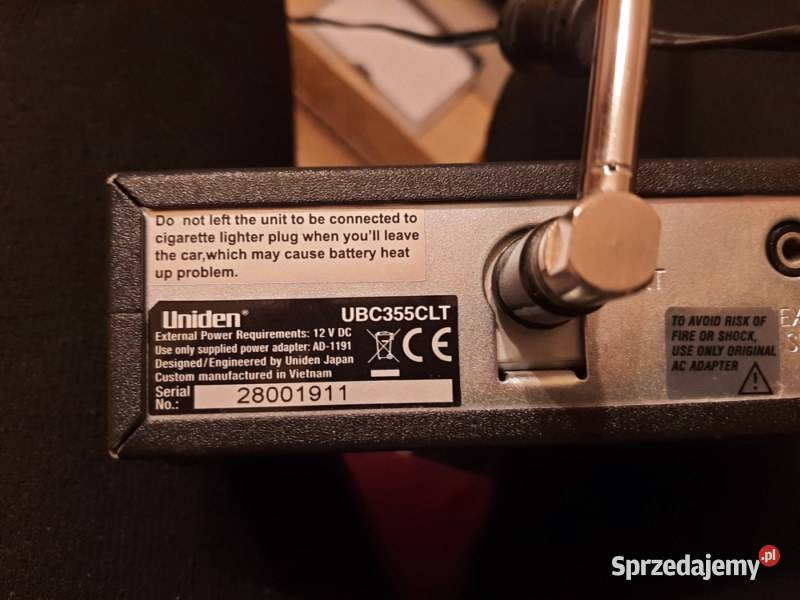 Do not left the unit to be connected to
cigarette lighter plug when you'll leave
the car,which may cause battery heat
up problem.
Uniden®
UBC355CLT
External Power Requirements: 12 V DC
Use only supplied power adapter: AD-1191
Designed/Engineered by Uniden Japan
Custom manufactured in Vietnam
CE
Serial
No.:
28001911
TO AVOID RISK OF
FIRE OR SHOCK,
USE ONLY ORIGINAL
AC ADAPTER
Sprzedajemy.pl